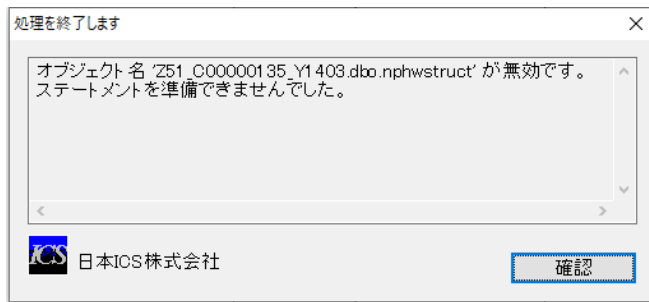 処理を終了します
オブジェクト名 'Z51_C00000135_Y1403.dbo.nphwstruct' が無効です。
ステートメントを準備できませんでした。
ICS 日本ICS株式会社
確認